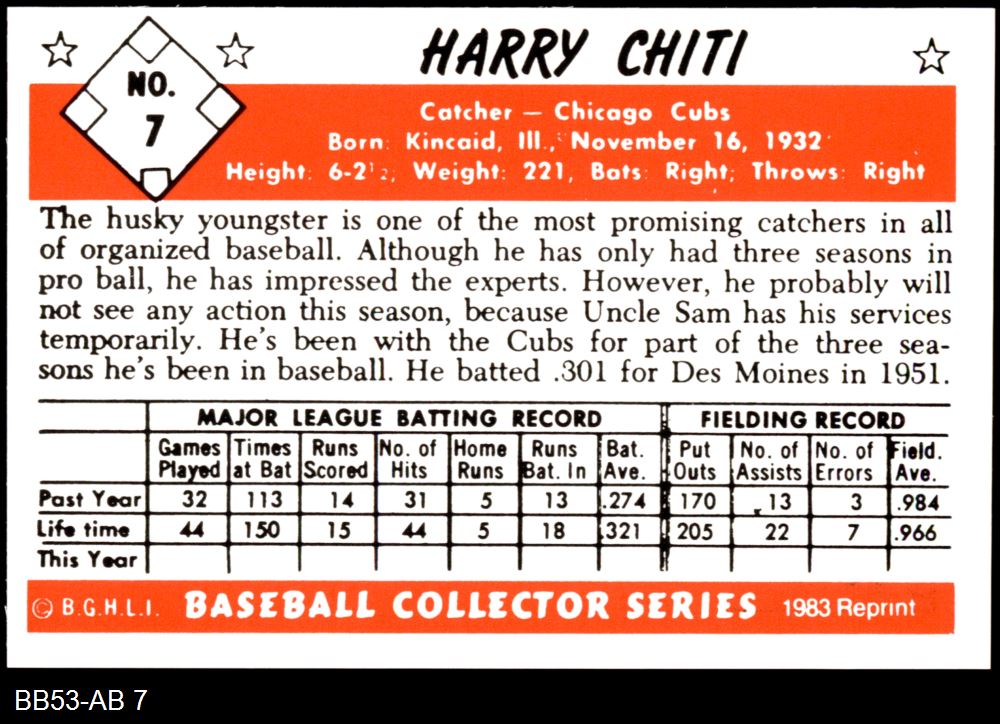 NO.
7
HARRY CHITI
Catcher — Chicago Cubs
Born: Kincaid, Ill., November 16, 1932
Height: 6-2½; Weight: 221, Bats: Right; Throws: Right
The husky youngster is one of the most promising catchers in all
of organized baseball. Although he has only had three seasons in
pro ball, he has impressed the experts. However, he probably will
not see any action this season, because Uncle Sam has his services
temporarily. He's been with the Cubs for part of the three sea-
sons he's been in baseball. He batted .301 for Des Moines in 1951.
MAJOR LEAGUE BATTING RECORD FIELDING RECORD
Games Times Runs No. of Home Runs Bat. Put No. of No. of Field.
Played at Bat Scored Hits Runs Bat. In Ave. Outs Assists Errors Ave.
Past Year 32 113 14 31 5 13 .274 170 13 3 .984
Life time 44 150 15 44 5 18 .321 205 22 7 .966
This Year
© B.G.H.L.I. BASEBALL COLLECTOR SERIES 1983 Reprint
BB53-AB 7